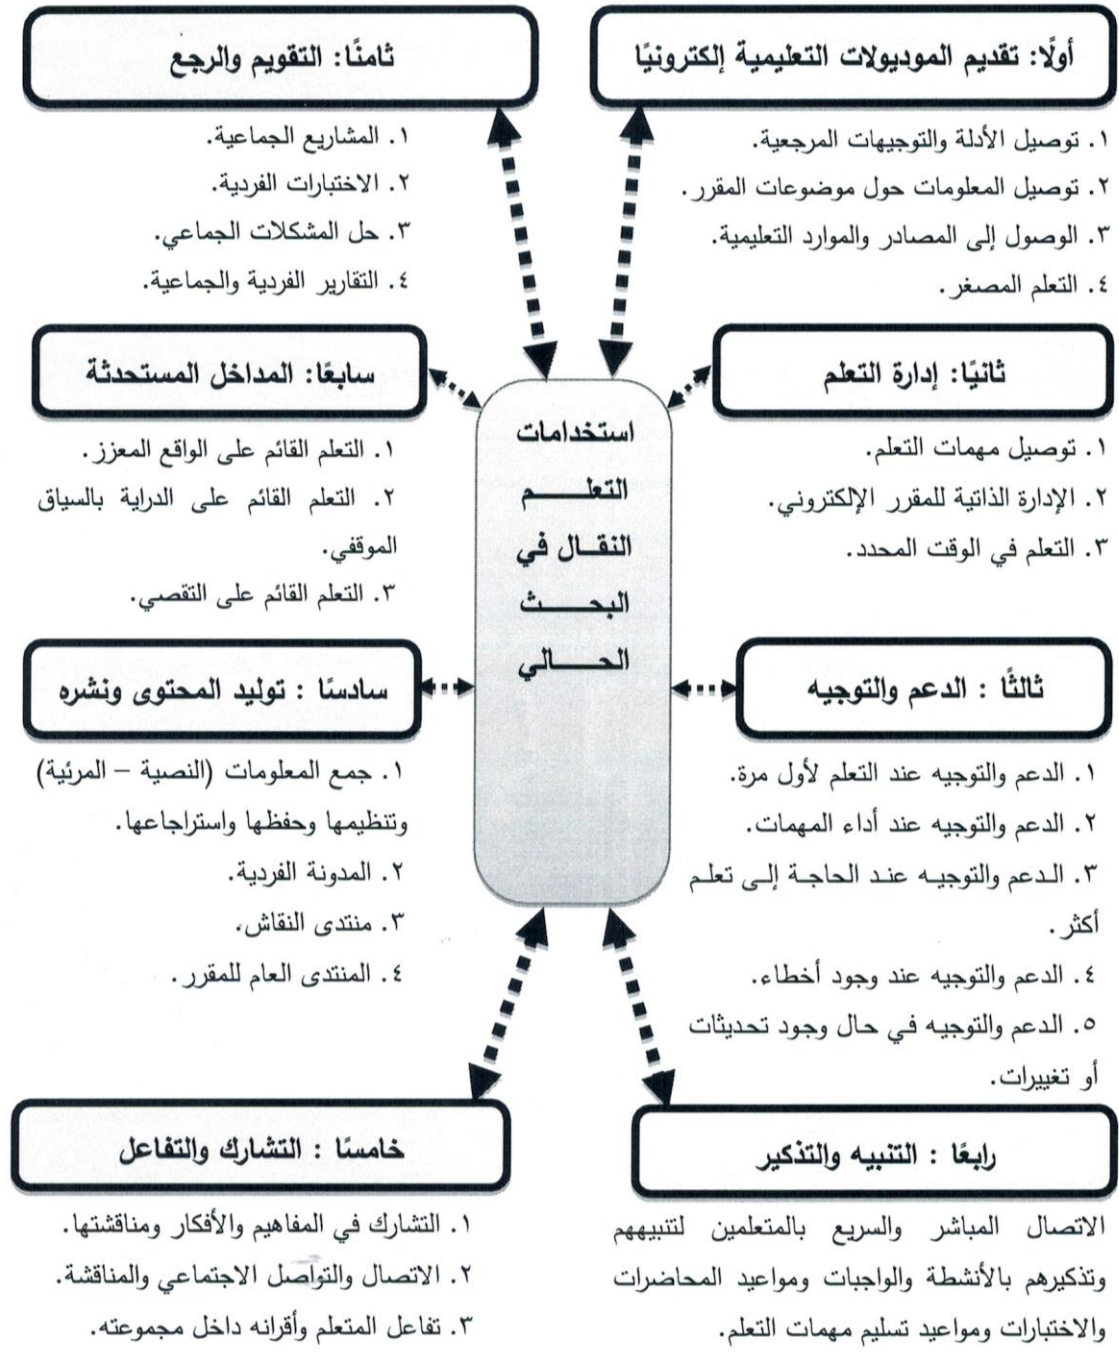 أولًا: تقديم الموديولات التعليمية إلكترونيًا
١. توصيل الأدلة والتوجيهات المرجعية.
٢. توصيل المعلومات حول موضوعات المقرر.
٣. الوصول إلى المصادر والموارد التعليمية.
٤. التعلم المصغر.
ثانيًا: إدارة التعلم
١. توصيل مهمات التعلم.
٢. الإدارة الذاتية للمقرر الإلكتروني.
٣. التعلم في الوقت المحدد.
ثالثًا : الدعم والتوجيه
١. الدعم والتوجيه عند التعلم لأول مرة.
٢. الدعم والتوجيه عند أداء المهمات.
٣. الدعم والتوجيه عند الحاجة إلى تعلم
أكثر.
٤. الدعم والتوجيه عند وجود أخطاء.
٥. الدعم والتوجيه في حال وجود تحديثات
أو تغييرات.
رابعًا : التنبيه والتذكير
الاتصال المباشر والسريع بالمتعلمين لتنبيههم
وتذكيرهم بالأنشطة والواجبات ومواعيد المحاضرات
والاختبارات ومواعيد تسليم مهمات التعلم.
استخدامات
التعلم
النقال في
البحث
الحالي
ثامنًا: التقويم والرجع
١. المشاريع الجماعية.
٢. الاختبارات الفردية.
٣. حل المشكلات الجماعي.
٤. التقارير الفردية والجماعية.
سابعًا: المداخل المستحدثة
١. التعلم القائم على الواقع المعزز.
٢. التعلم القائم على الدراية بالسياق
الموقفي.
٣. التعلم القائم على التقصي.
سادسًا : توليد المحتوى ونشره
١. جمع المعلومات (النصية – المرئية)
وتنظيمها وحفظها واستراجاعها.
٢. المدونة الفردية.
٣. منتدى النقاش.
٤. المنتدى العام للمقرر.
خامسًا : التشارك والتفاعل
١. التشارك في المفاهيم والأفكار ومناقشتها.
٢. الاتصال والتواصل الاجتماعي والمناقشة.
٣. تفاعل المتعلم وأقرانه داخل مجموعته.